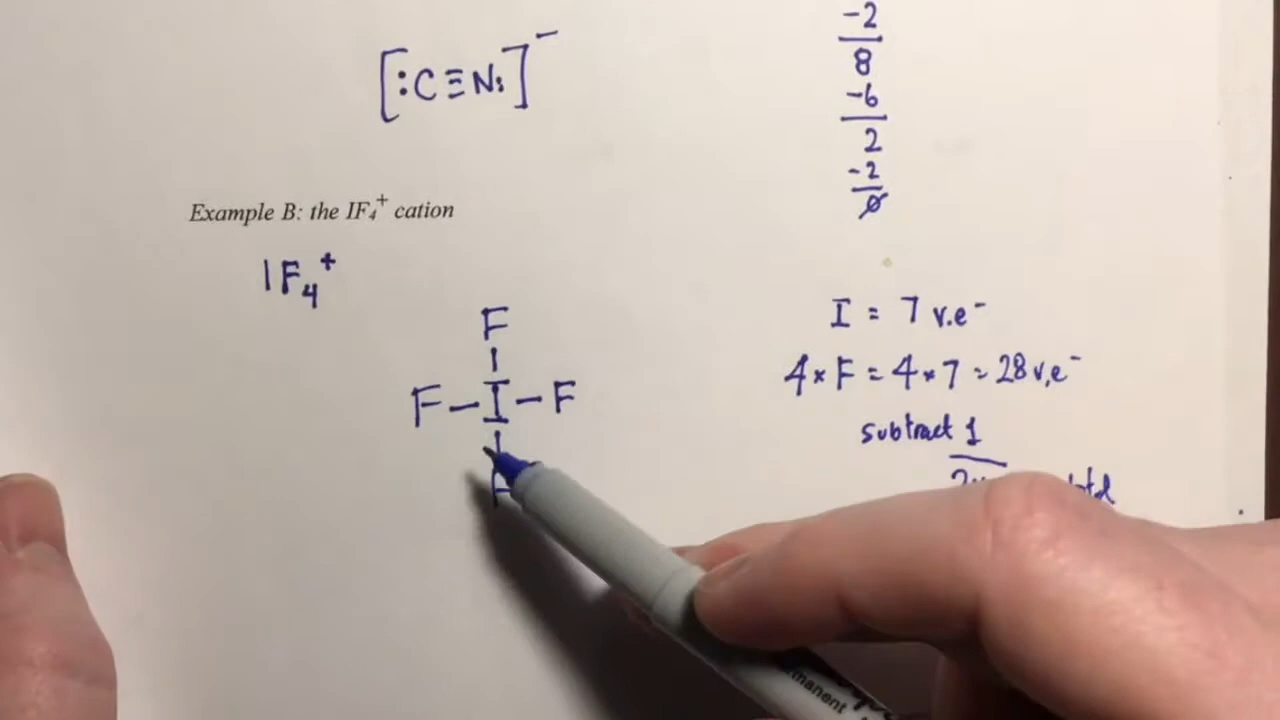 -2
8
[:C≡N:]⁻
-6
2
-2
0
Example B: the IF₄⁺ cation
IF₄⁺
I = 7 v.e⁻
F
4 × F = 4 × 7 = 28 v.e⁻
F – I – F
subtract 1
F